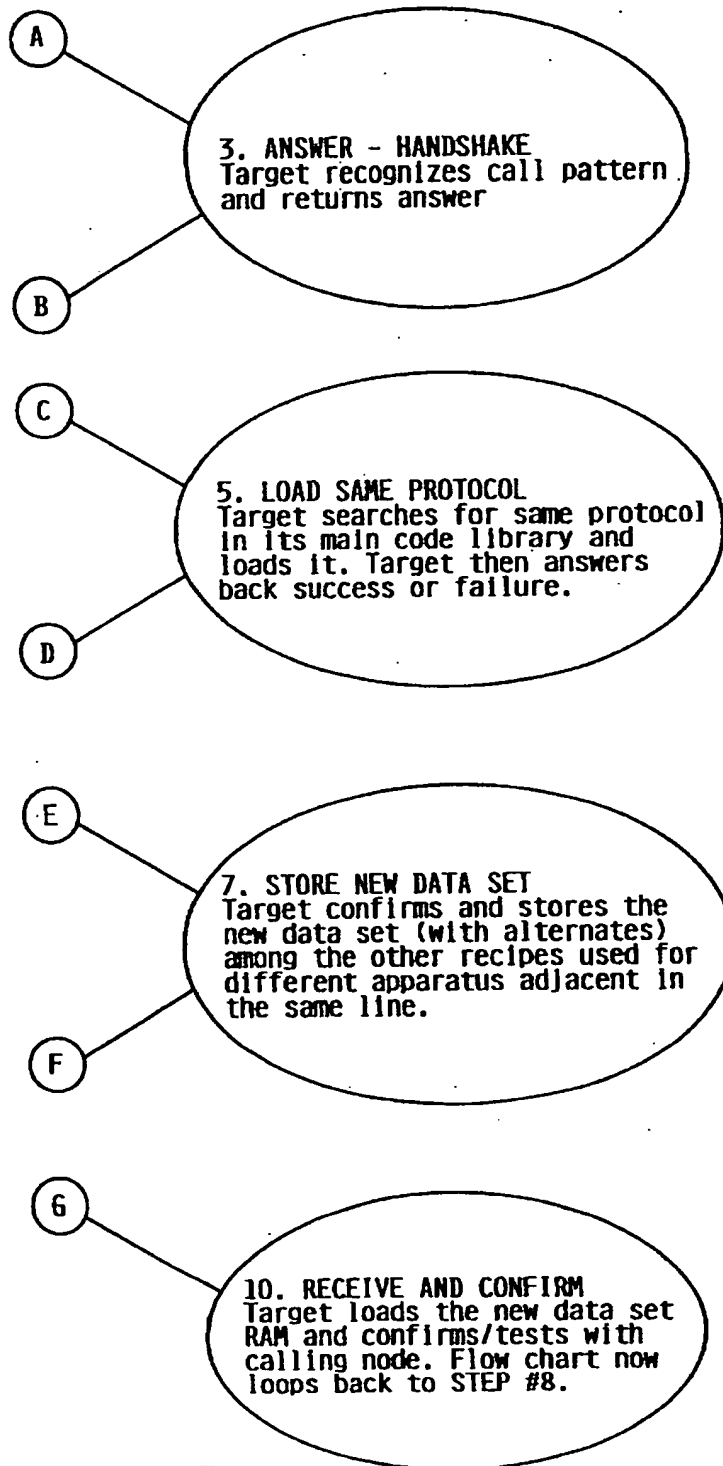 A
3. ANSWER - HANDSHAKE
Target recognizes call pattern
and returns answer
B
C
5. LOAD SAME PROTOCOL
Target searches for same protocol
in its main code library and
loads it. Target then answers
back success or failure.
D
E
7. STORE NEW DATA SET
Target confirms and stores the
new data set (with alternates)
among the other recipes used for
different apparatus adjacent in
the same line.
F
G
10. RECEIVE AND CONFIRM
Target loads the new data set
RAM and confirms/tests with
calling node. Flow chart now
loops back to STEP #8.